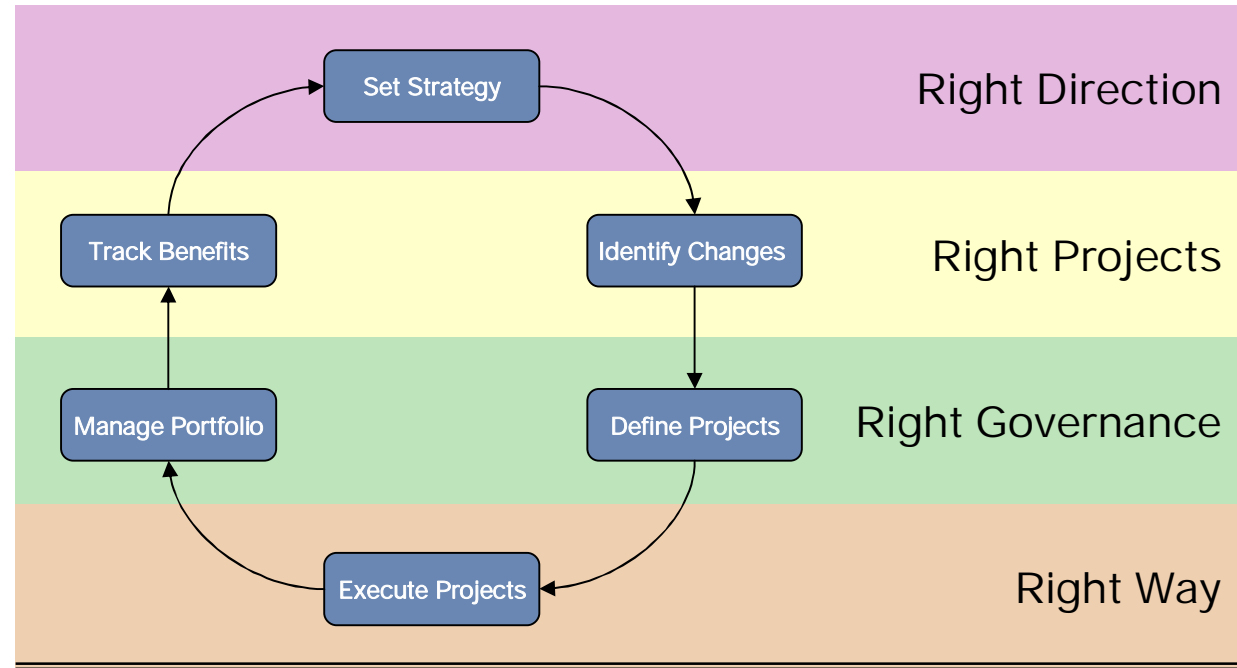 Set Strategy
Right Direction
Track Benefits
Identify Changes
Right Projects
Manage Portfolio
Define Projects
Right Governance
Execute Projects
Right Way